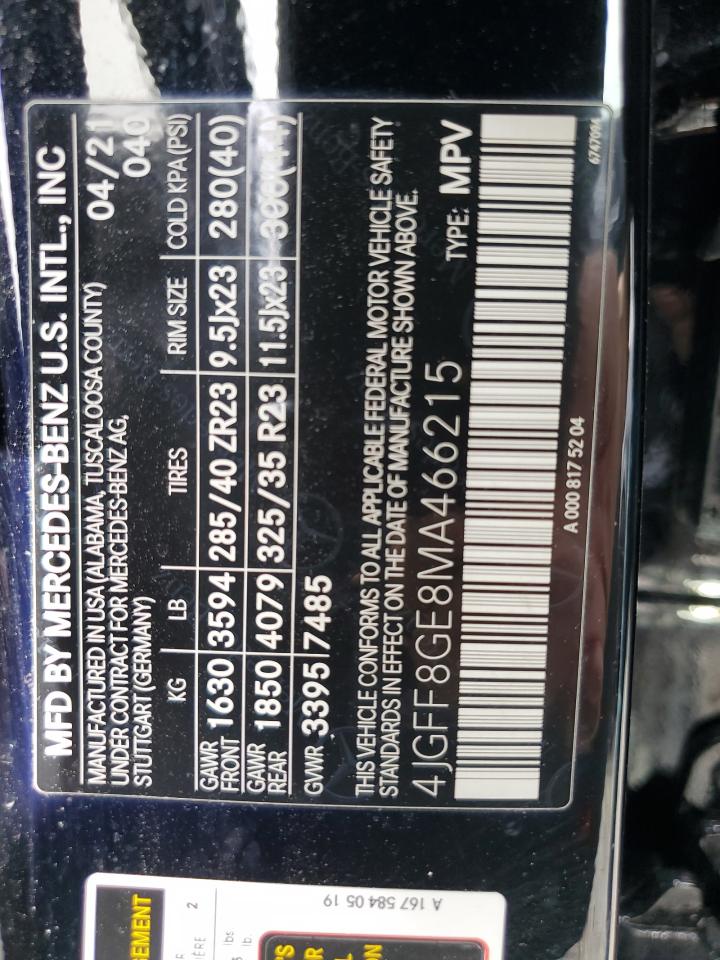 MFD BY MERCEDES-BENZ U.S. INTL., INC
MANUFACTURED IN USA (ALABAMA, TUSCALOOSA COUNTY) 04/21
UNDER CONTRACT FOR MERCEDES-BENZ AG, 040
STUTTGART (GERMANY)
KG LB TIRES RIM SIZE COLD KPA (PSI)
GAWR FRONT 1630 3594 285/40 ZR23 9.5Jx23 280(40)
GAWR REAR 1850 4079 325/35 R23 11.5Jx23
GVWR 3395 7485
THIS VEHICLE CONFORMS TO ALL APPLICABLE FEDERAL MOTOR VEHICLE SAFETY
STANDARDS IN EFFECT ON THE DATE OF MANUFACTURE SHOWN ABOVE.
4JGFF8GE8MA466215 TYPE: MPV
A 000 817 52 04
A 167 584 05 19
2
lbs
lb.